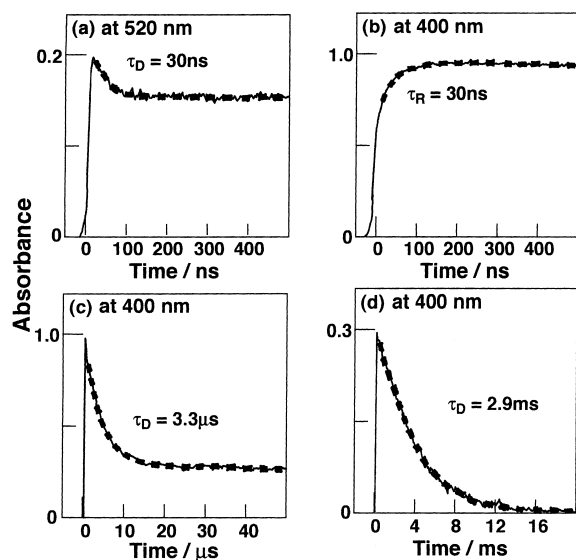 (a) at 520 nm
0.2
τD = 30ns
0
0 100 200 300 400
Time / ns
(b) at 400 nm
1.0
τR = 30ns
0
0 100 200 300 400
Time / ns
Absorbance
(c) at 400 nm
1.0
τD = 3.3μs
0
0 10 20 30 40
Time / μs
(d) at 400 nm
0.3
τD = 2.9ms
0
0 4 8 12 16
Time / ms